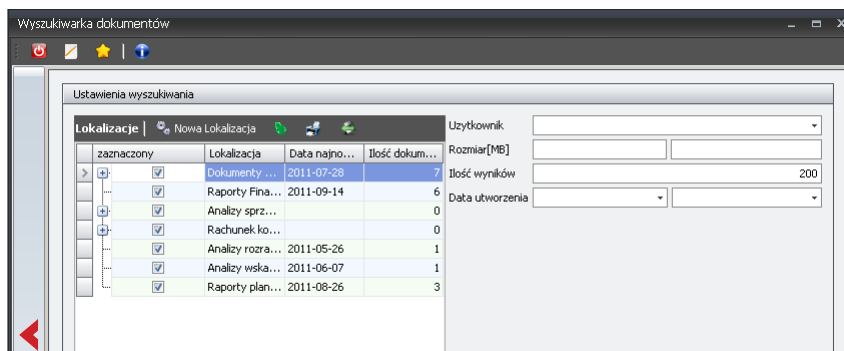 Wyszukiwarka dokumentów
Ustawienia wyszukiwania
Lokalizacje | Nowa Lokalizacja
zaznaczony Lokalizacja Data najno... Ilość dokum...
Dokumenty ... 2011-07-28 7
Raporty Fina... 2011-09-14 6
Analizy sprz... 0
Rachunek ko... 0
Analizy rozra... 2011-05-26 1
Analizy wska... 2011-06-07 1
Raporty plan... 2011-08-26 3
Uzytkownik
Rozmiar[MB]
Ilość wyników 200
Data utworzenia